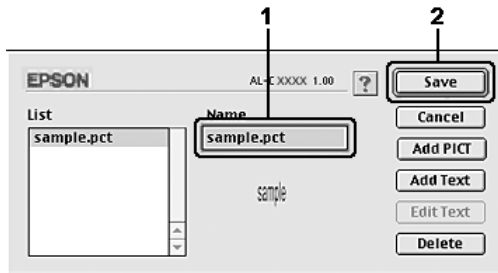 1 2
EPSON AL-C XXXX 1.00 ? Save
List Name Cancel
sample.pct sample.pct
Add PICT
sample Add Text
Edit Text
Delete